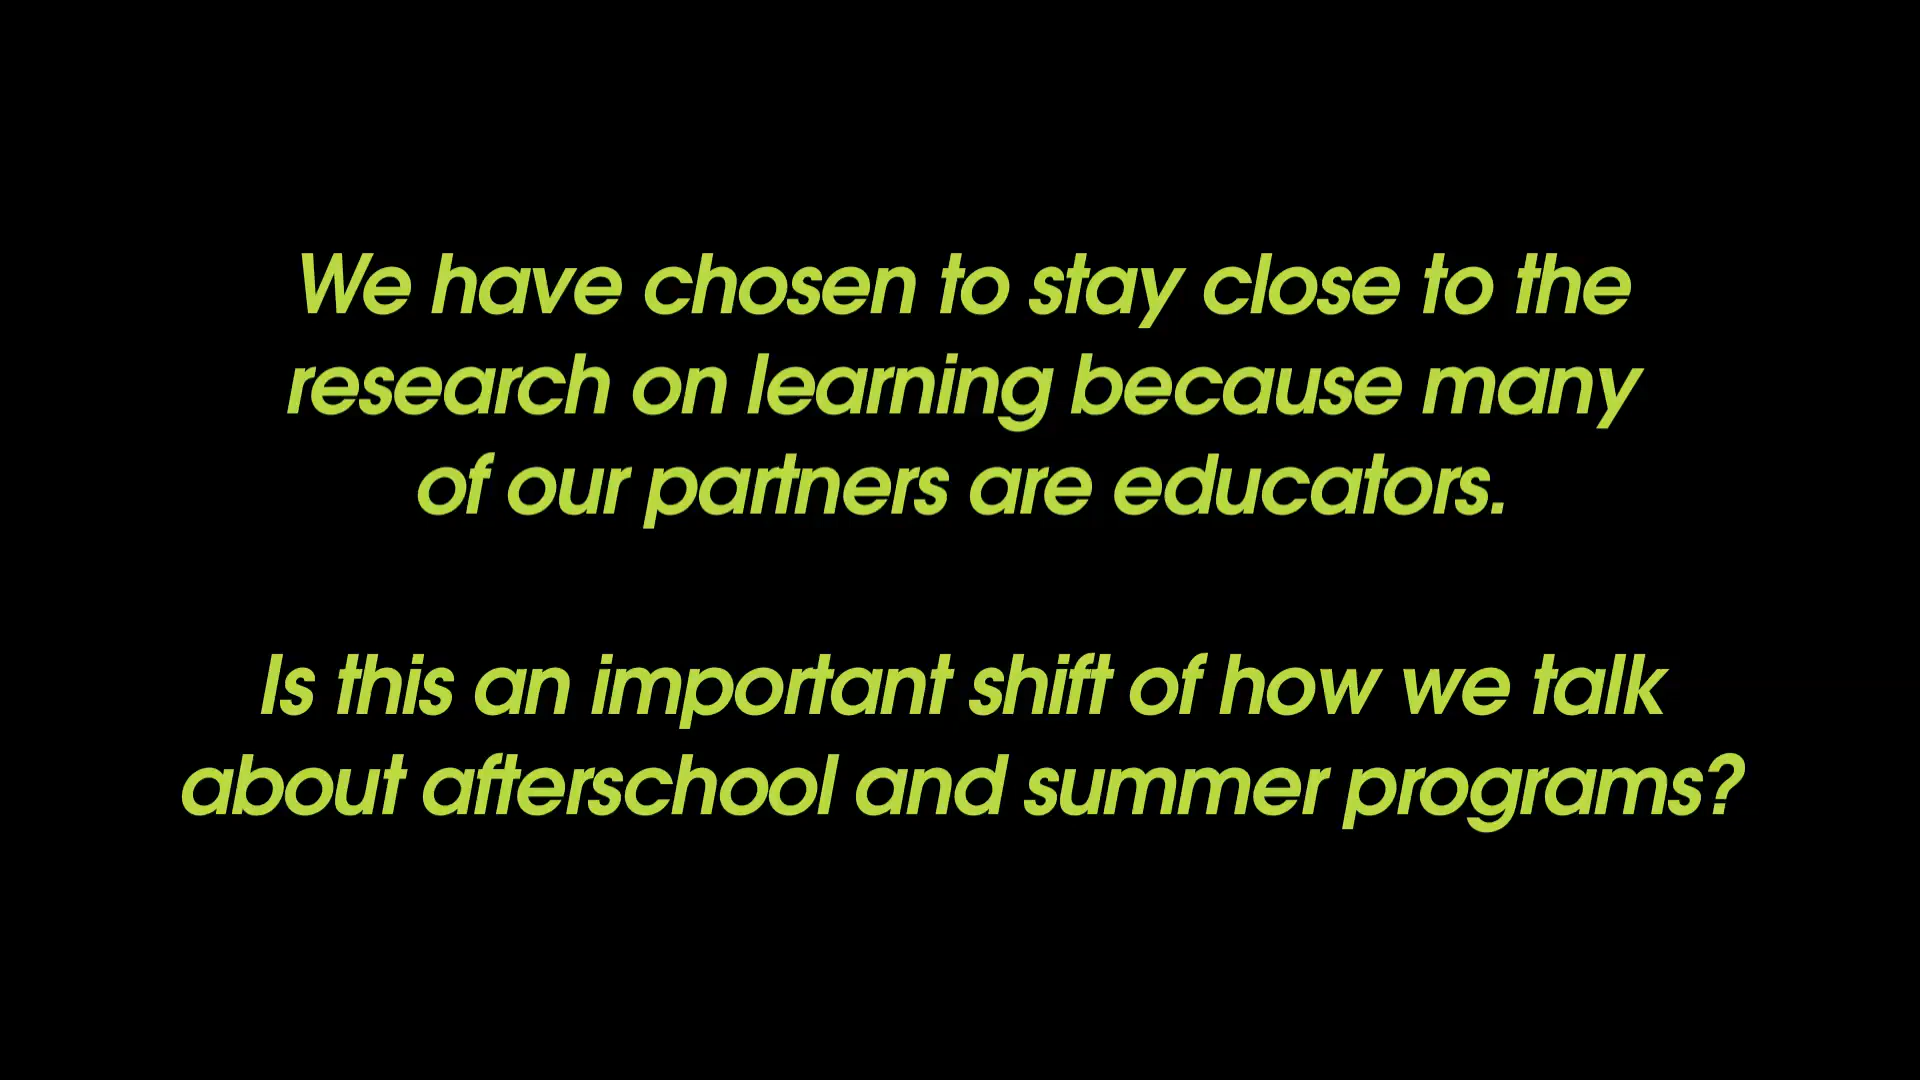 We have chosen to stay close to the
research on learning because many
of our partners are educators.
Is this an important shift of how we talk
about afterschool and summer programs?